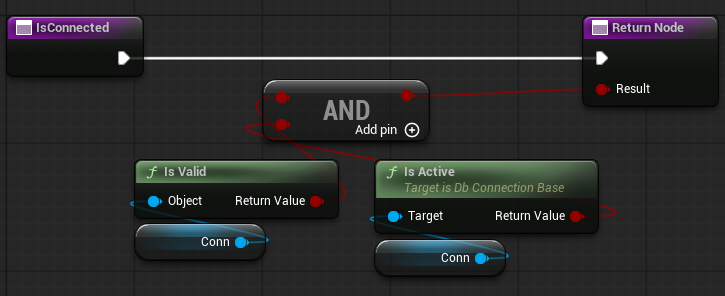 IsConnected
Return Node
Result
AND
Add pin
Is Valid
Object
Return Value
Conn
Is Active
Target is Db Connection Base
Target
Return Value
Conn